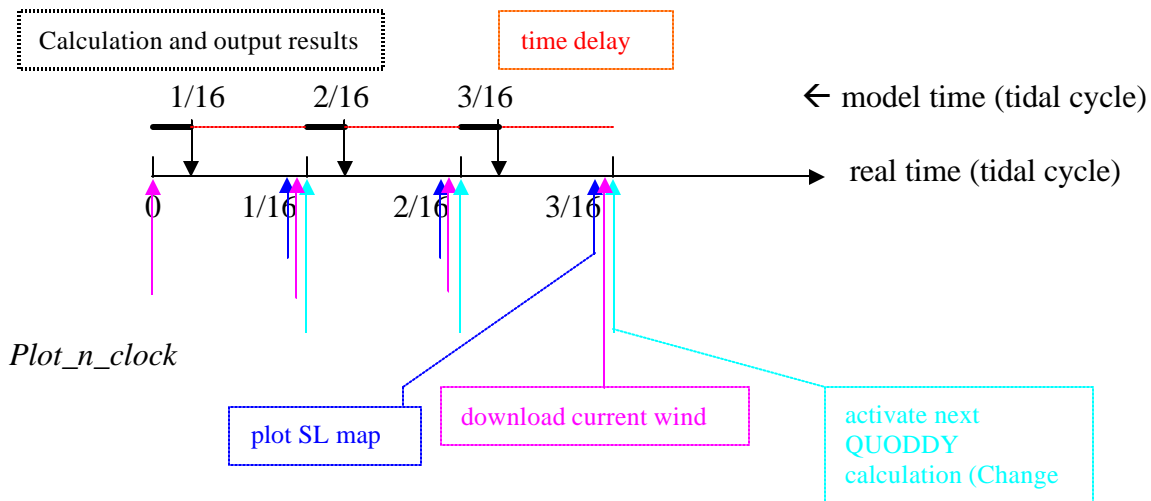 Calculation and output results
time delay
1/16 2/16 3/16
← model time (tidal cycle)
real time (tidal cycle)
0 1/16 2/16 3/16
Plot_n_clock
plot SL map
download current wind
activate next
QUODDY
calculation (Change